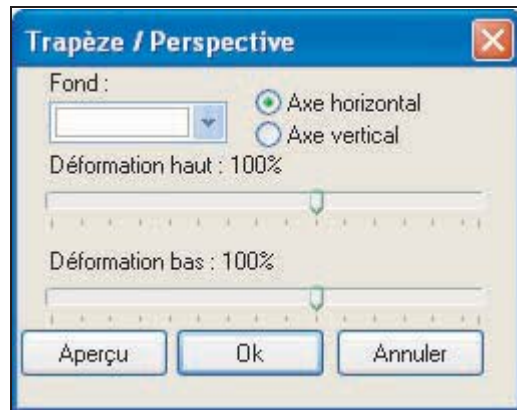 Trapèze / Perspective
Fond :
Axe horizontal
Axe vertical
Déformation haut : 100%
Déformation bas : 100%
Aperçu Ok Annuler